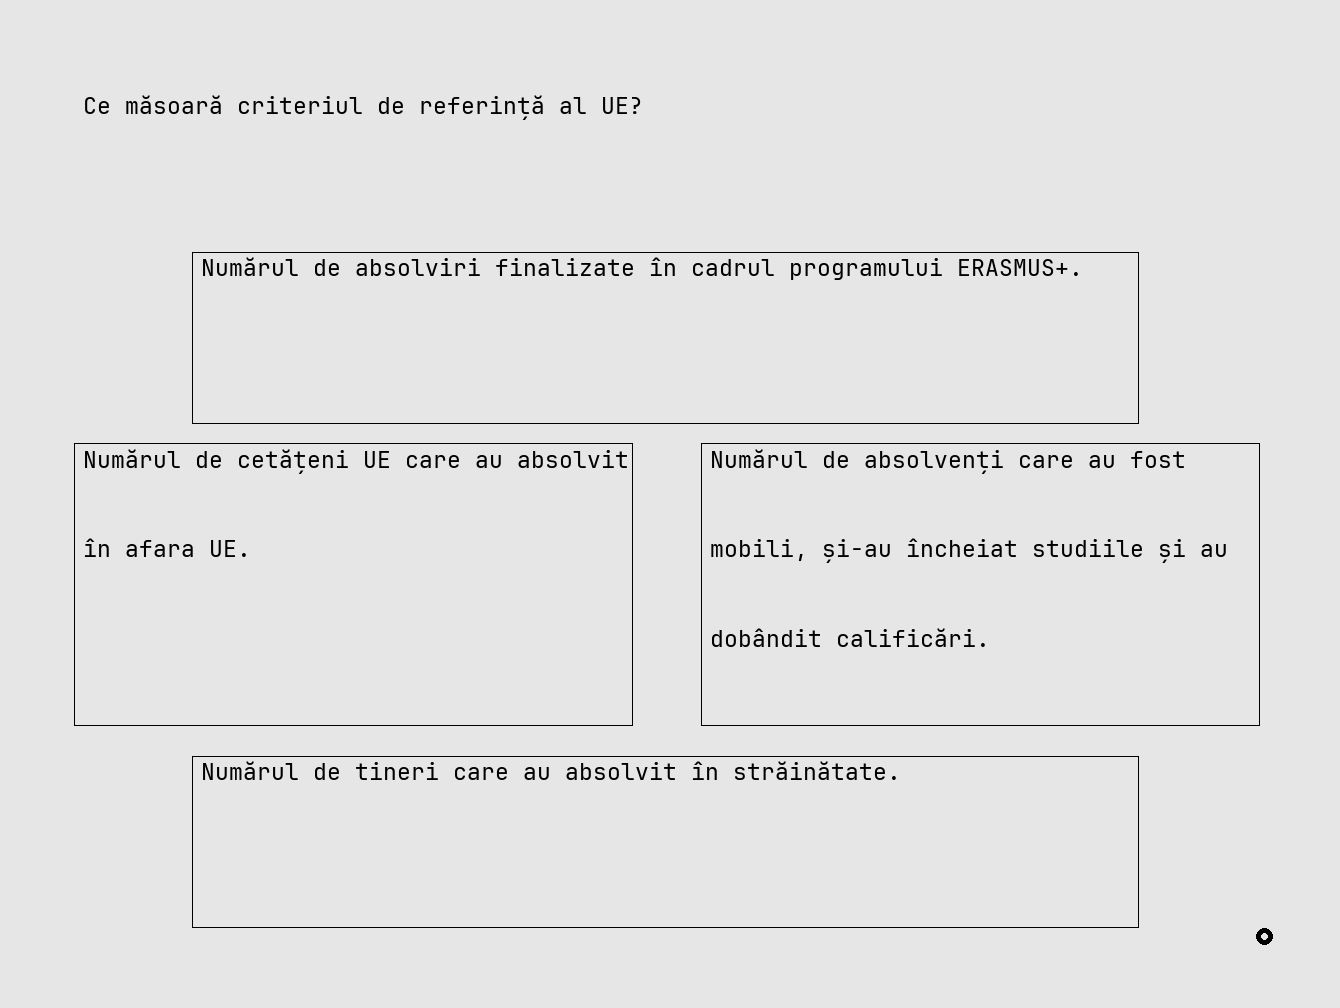 Ce măsoară criteriul de referință al UE?
Numărul de absolviri finalizate în cadrul programului ERASMUS+.
Numărul de cetățeni UE care au absolvit
în afara UE.
Numărul de absolvenți care au fost
mobili, și-au încheiat studiile și au
dobândit calificări.
Numărul de tineri care au absolvit în străinătate.